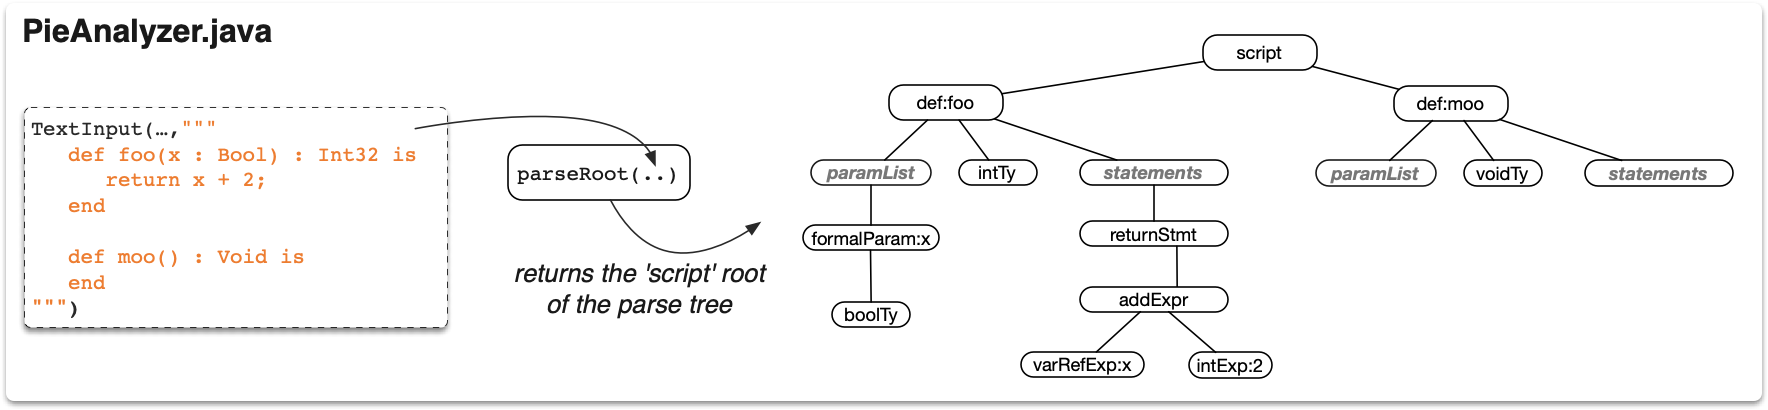 PieAnalyzer.java
TextInput(…,"""
def foo(x : Bool) : Int32 is
return x + 2;
end
def moo() : Void is
end
""")
parseRoot(..)
returns the 'script' root
of the parse tree
script
def:foo
def:moo
paramList
intTy
statements
paramList
voidTy
statements
formalParam:x
returnStmt
boolTy
addExpr
varRefExp:x
intExp:2